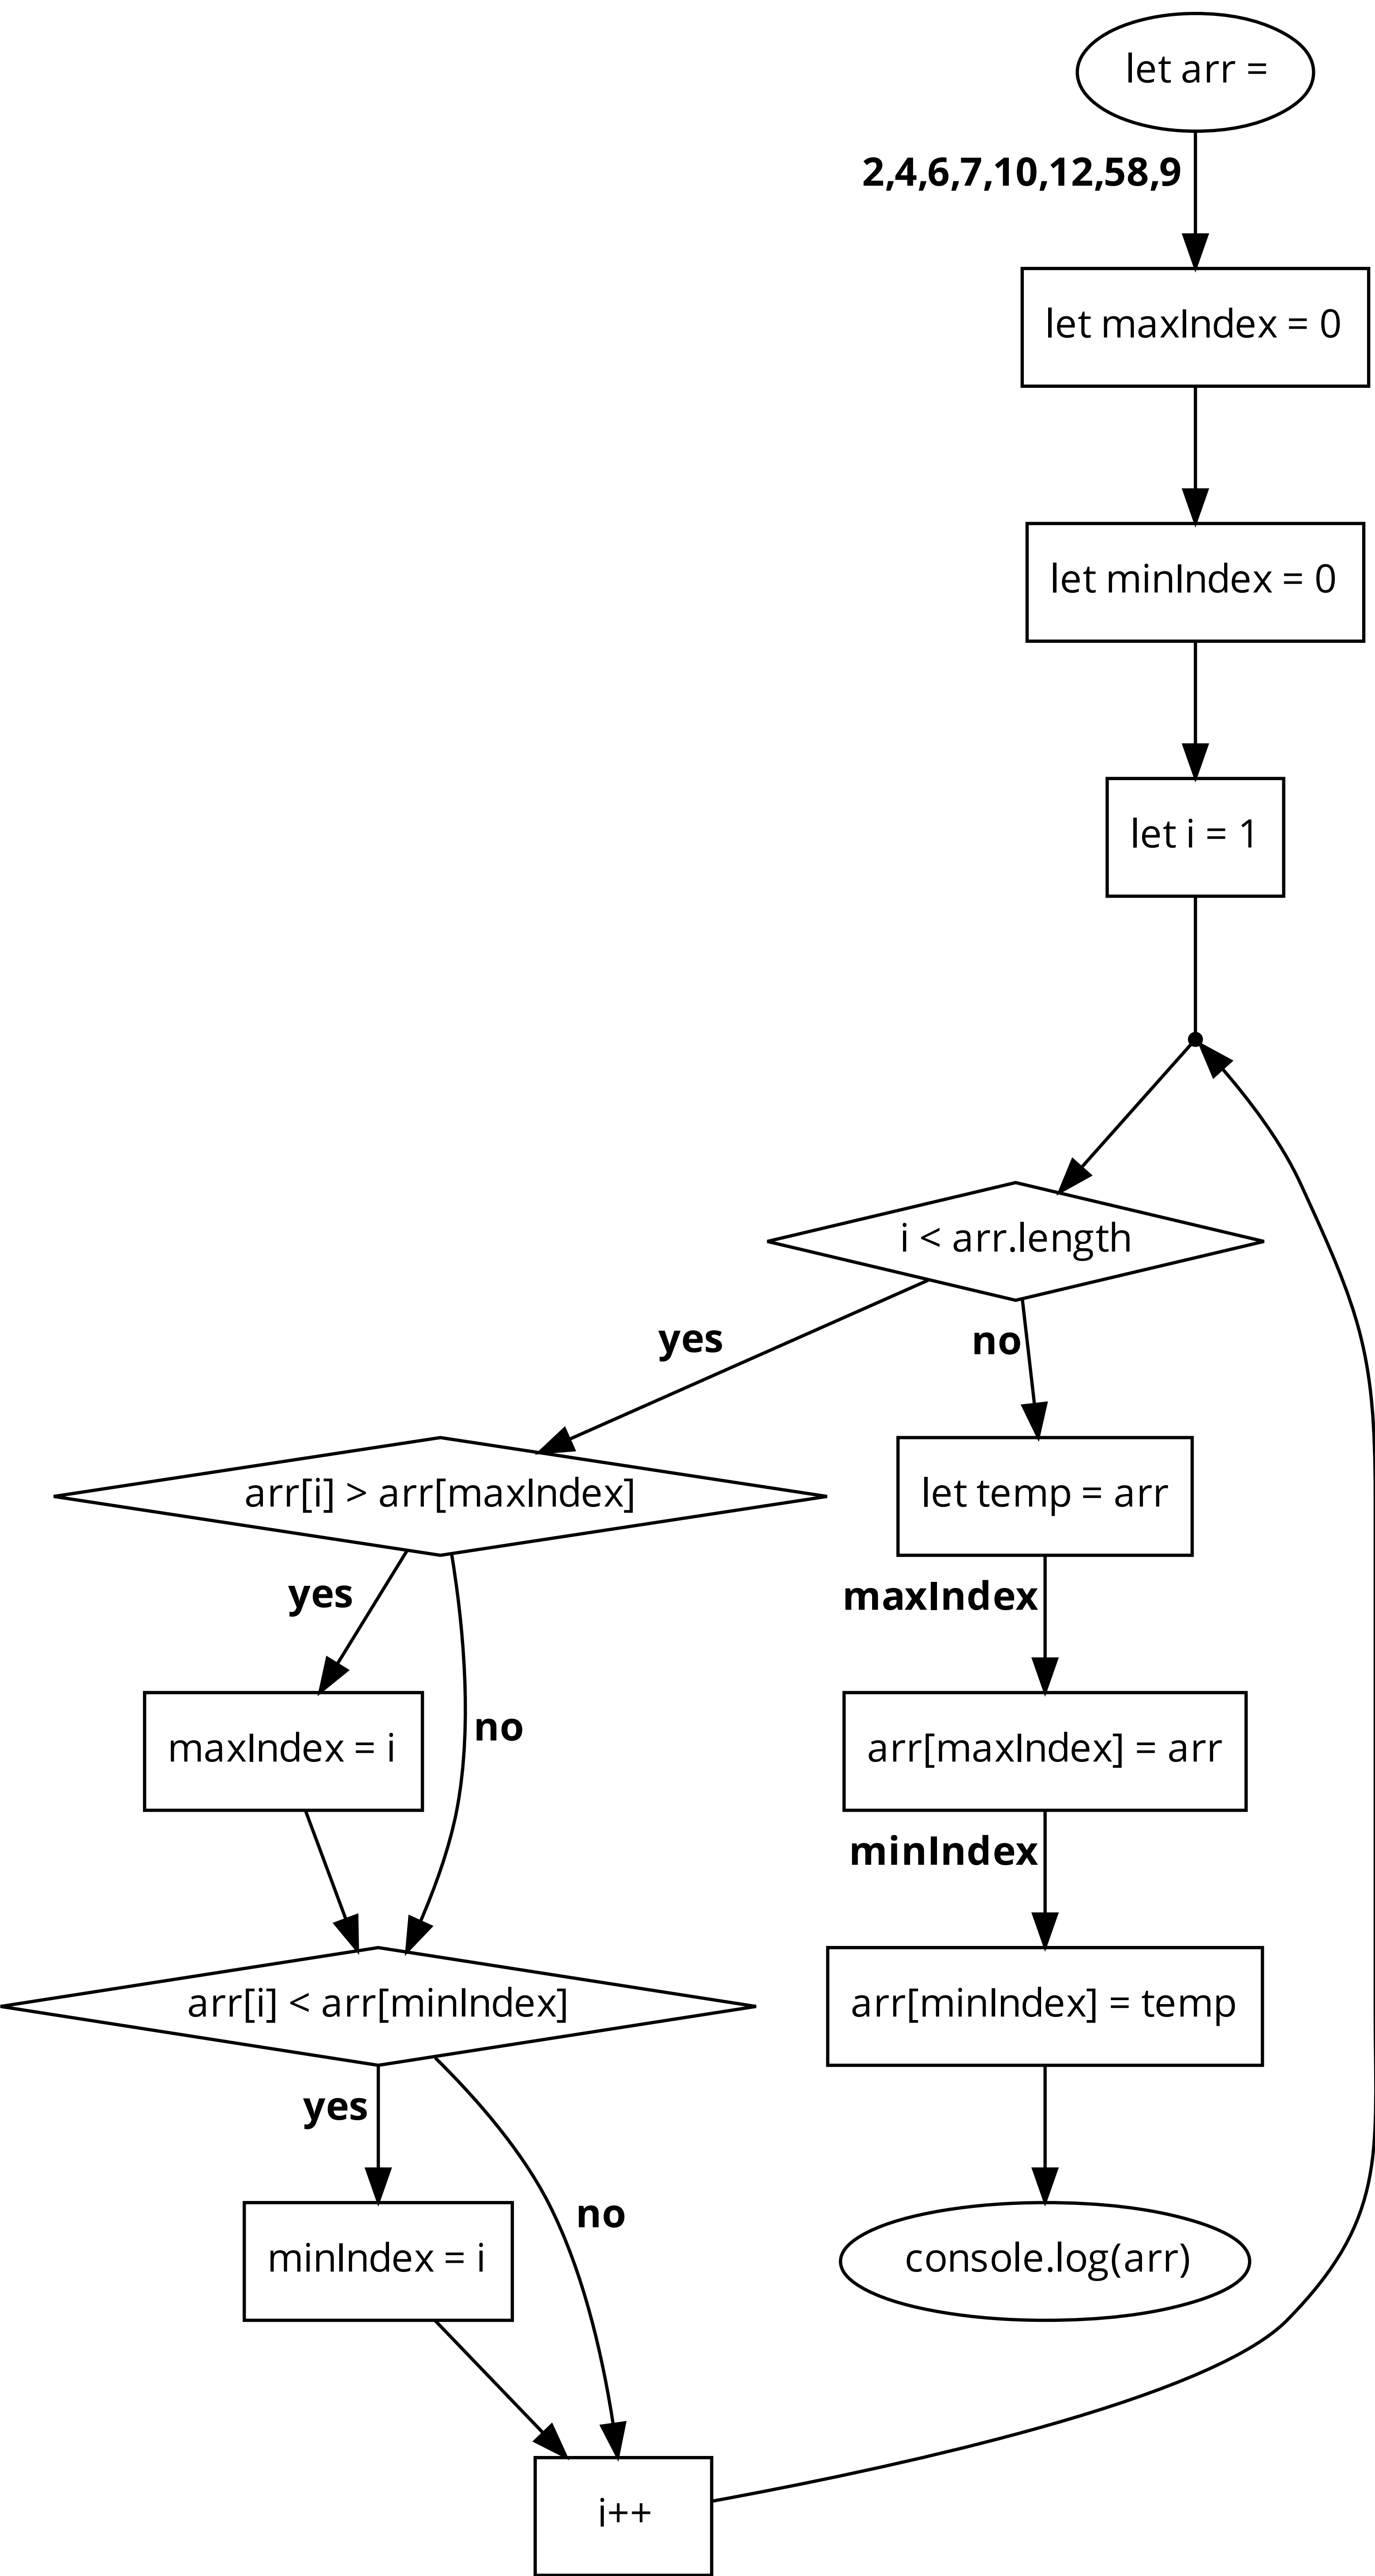 let arr =
2,4,6,7,10,12,58,9
let maxIndex = 0
let minIndex = 0
let i = 1
i < arr.length
yes
no
arr[i] > arr[maxIndex]
let temp = arr
yes
maxIndex
no
maxIndex = i
arr[maxIndex] = arr
minIndex
arr[i] < arr[minIndex]
arr[minIndex] = temp
yes
no
minIndex = i
console.log(arr)
i++